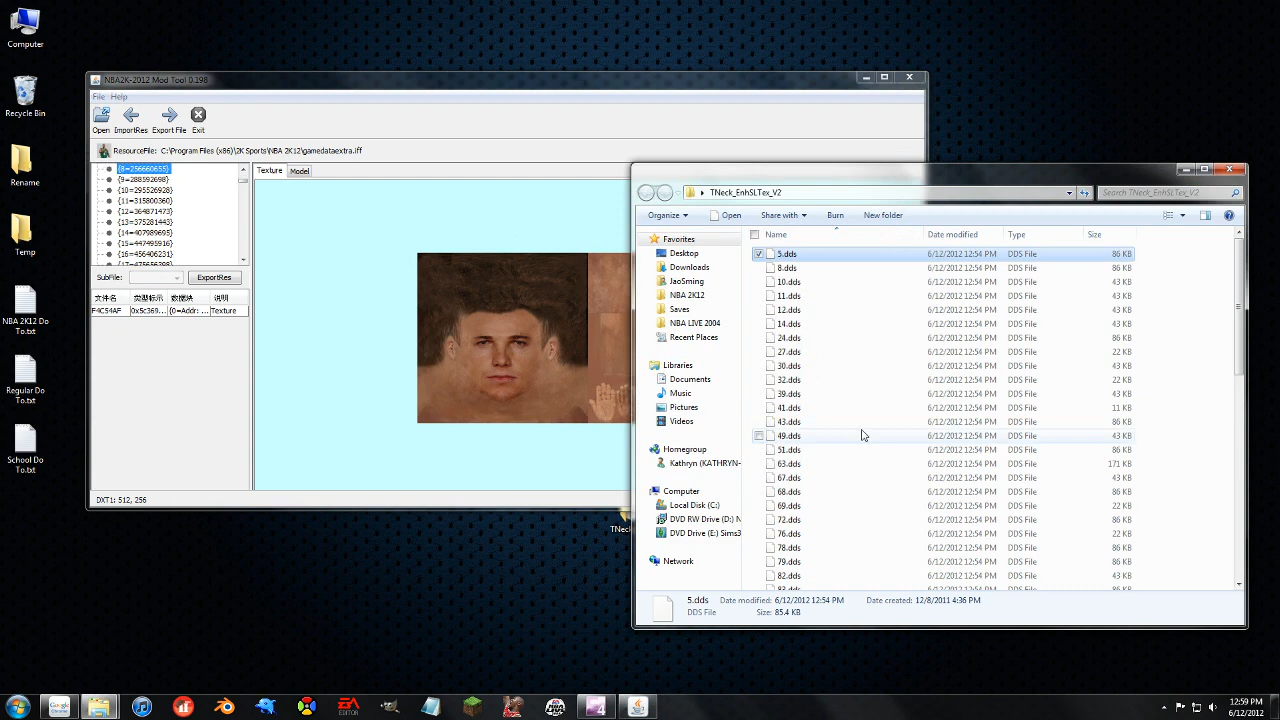 Computer
Recycle Bin
Rename
Temp
NBA 2K12 Do
To.txt
Regular Do
To.txt
School Do
To.txt
NBA2K-2012 Mod Tool 0.198
File Help
Open ImportRes Export File Exit
ResourceFile: C:\Program Files (x86)\2K Sports\NBA 2K12\gamedataextra.iff
{8=256660655}
{9=288592698}
{10=295526928}
{11=315800360}
{12=364871473}
{13=375281443}
{14=407989695}
{15=447495916}
{16=456406231}
SubFile: ExportRes
文件名 类型标示 数据块 说明
F4C54AF 0x5c369... {0=Addr: ... Texture
Texture Model
DXT1: 512, 256
TNeck
TNeck_EnhSLTex_V2
Search TNeck_EnhSLTex_V2
Organize Open Share with Burn New folder
Favorites
Desktop
Downloads
JaoSming
NBA 2K12
Saves
NBA LIVE 2004
Recent Places
Libraries
Documents
Music
Pictures
Videos
Homegroup
Kathryn (KATHRYN-
Computer
Local Disk (C:)
DVD RW Drive (D:) N
DVD Drive (E:) Sims3
Network
Name Date modified Type Size
5.dds 6/12/2012 12:54 PM DDS File 86 KB
8.dds 6/12/2012 12:54 PM DDS File 86 KB
10.dds 6/12/2012 12:54 PM DDS File 43 KB
11.dds 6/12/2012 12:54 PM DDS File 43 KB
12.dds 6/12/2012 12:54 PM DDS File 43 KB
14.dds 6/12/2012 12:54 PM DDS File 43 KB
24.dds 6/12/2012 12:54 PM DDS File 86 KB
27.dds 6/12/2012 12:54 PM DDS File 22 KB
30.dds 6/12/2012 12:54 PM DDS File 86 KB
32.dds 6/12/2012 12:54 PM DDS File 22 KB
39.dds 6/12/2012 12:54 PM DDS File 43 KB
41.dds 6/12/2012 12:54 PM DDS File 11 KB
43.dds 6/12/2012 12:54 PM DDS File 86 KB
49.dds 6/12/2012 12:54 PM DDS File 43 KB
51.dds 6/12/2012 12:54 PM DDS File 86 KB
63.dds 6/12/2012 12:54 PM DDS File 171 KB
67.dds 6/12/2012 12:54 PM DDS File 43 KB
68.dds 6/12/2012 12:54 PM DDS File 86 KB
69.dds 6/12/2012 12:54 PM DDS File 22 KB
72.dds 6/12/2012 12:54 PM DDS File 86 KB
76.dds 6/12/2012 12:54 PM DDS File 22 KB
78.dds 6/12/2012 12:54 PM DDS File 86 KB
79.dds 6/12/2012 12:54 PM DDS File 86 KB
82.dds 6/12/2012 12:54 PM DDS File 43 KB
5.dds Date modified: 6/12/2012 12:54 PM Date created: 12/8/2011 4:36 PM
DDS File Size: 85.4 KB
Google
EA
EDITOR
12:59 PM
6/12/2012